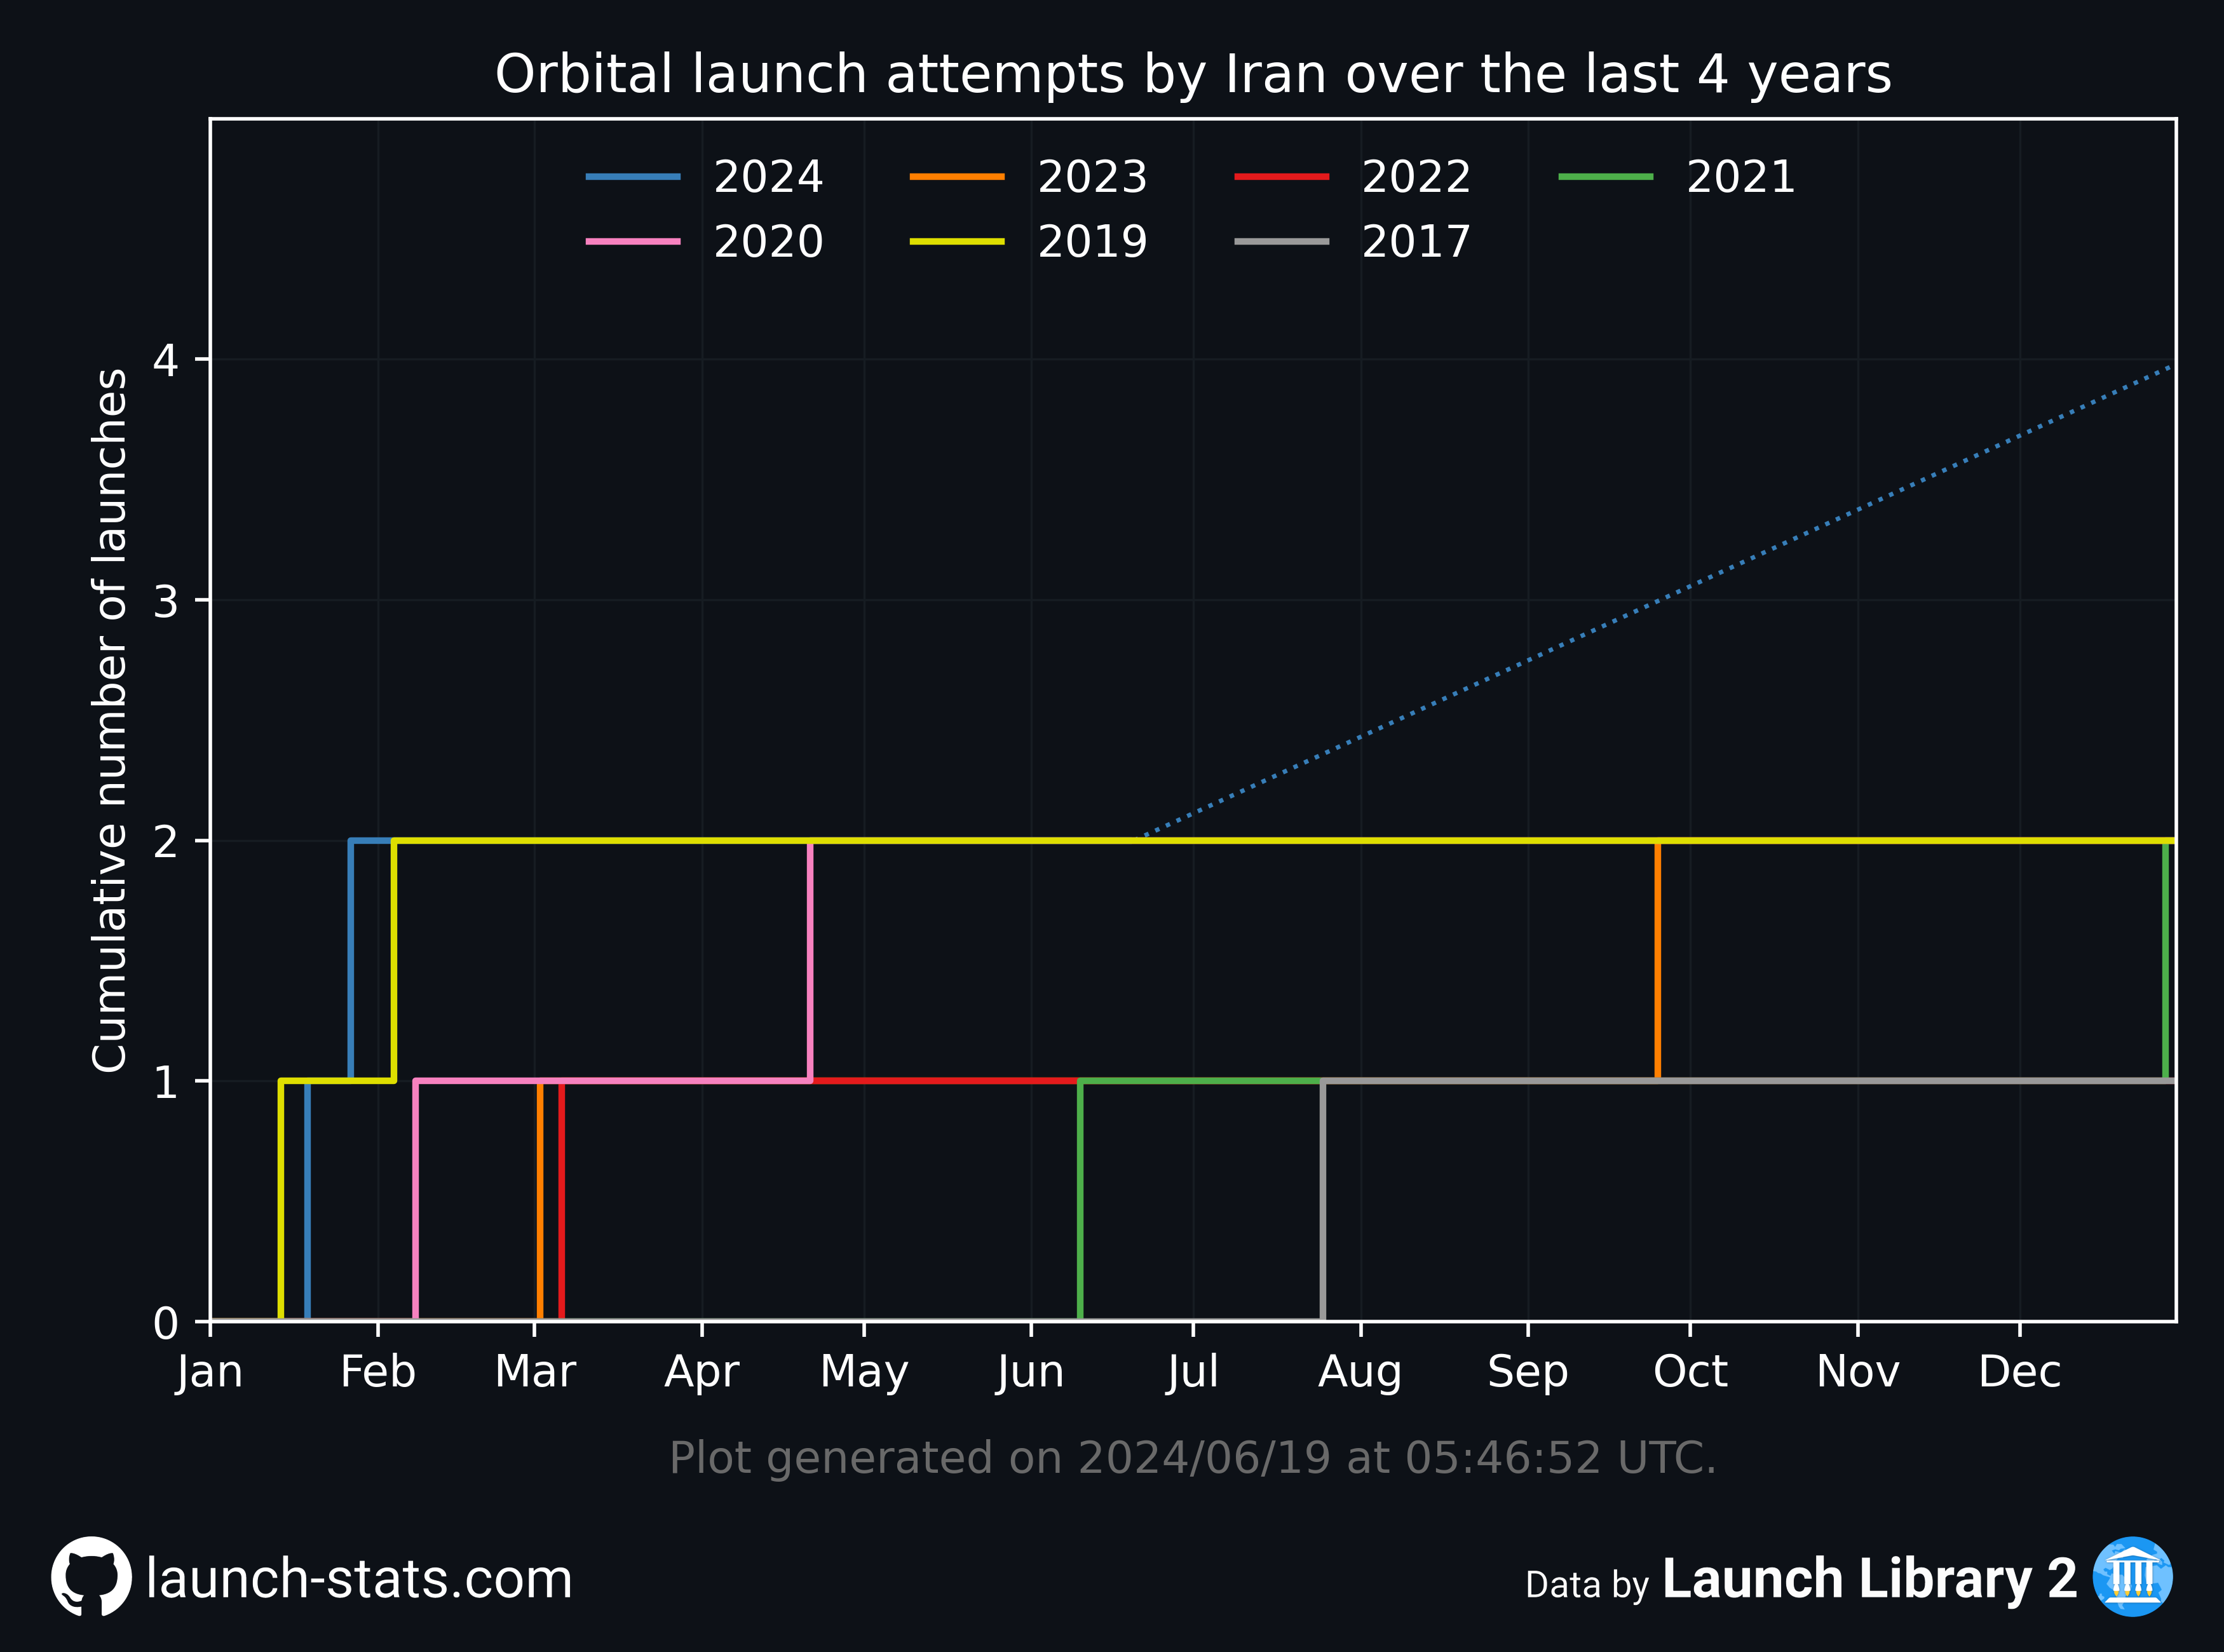 Orbital launch attempts by Iran over the last 4 years
2024 2023 2022 2021
2020 2019 2017
Cumulative number of launches
4
3
2
1
0
Jan Feb Mar Apr May Jun Jul Aug Sep Oct Nov Dec
Plot generated on 2024/06/19 at 05:46:52 UTC.
launch-stats.com
Data by Launch Library 2